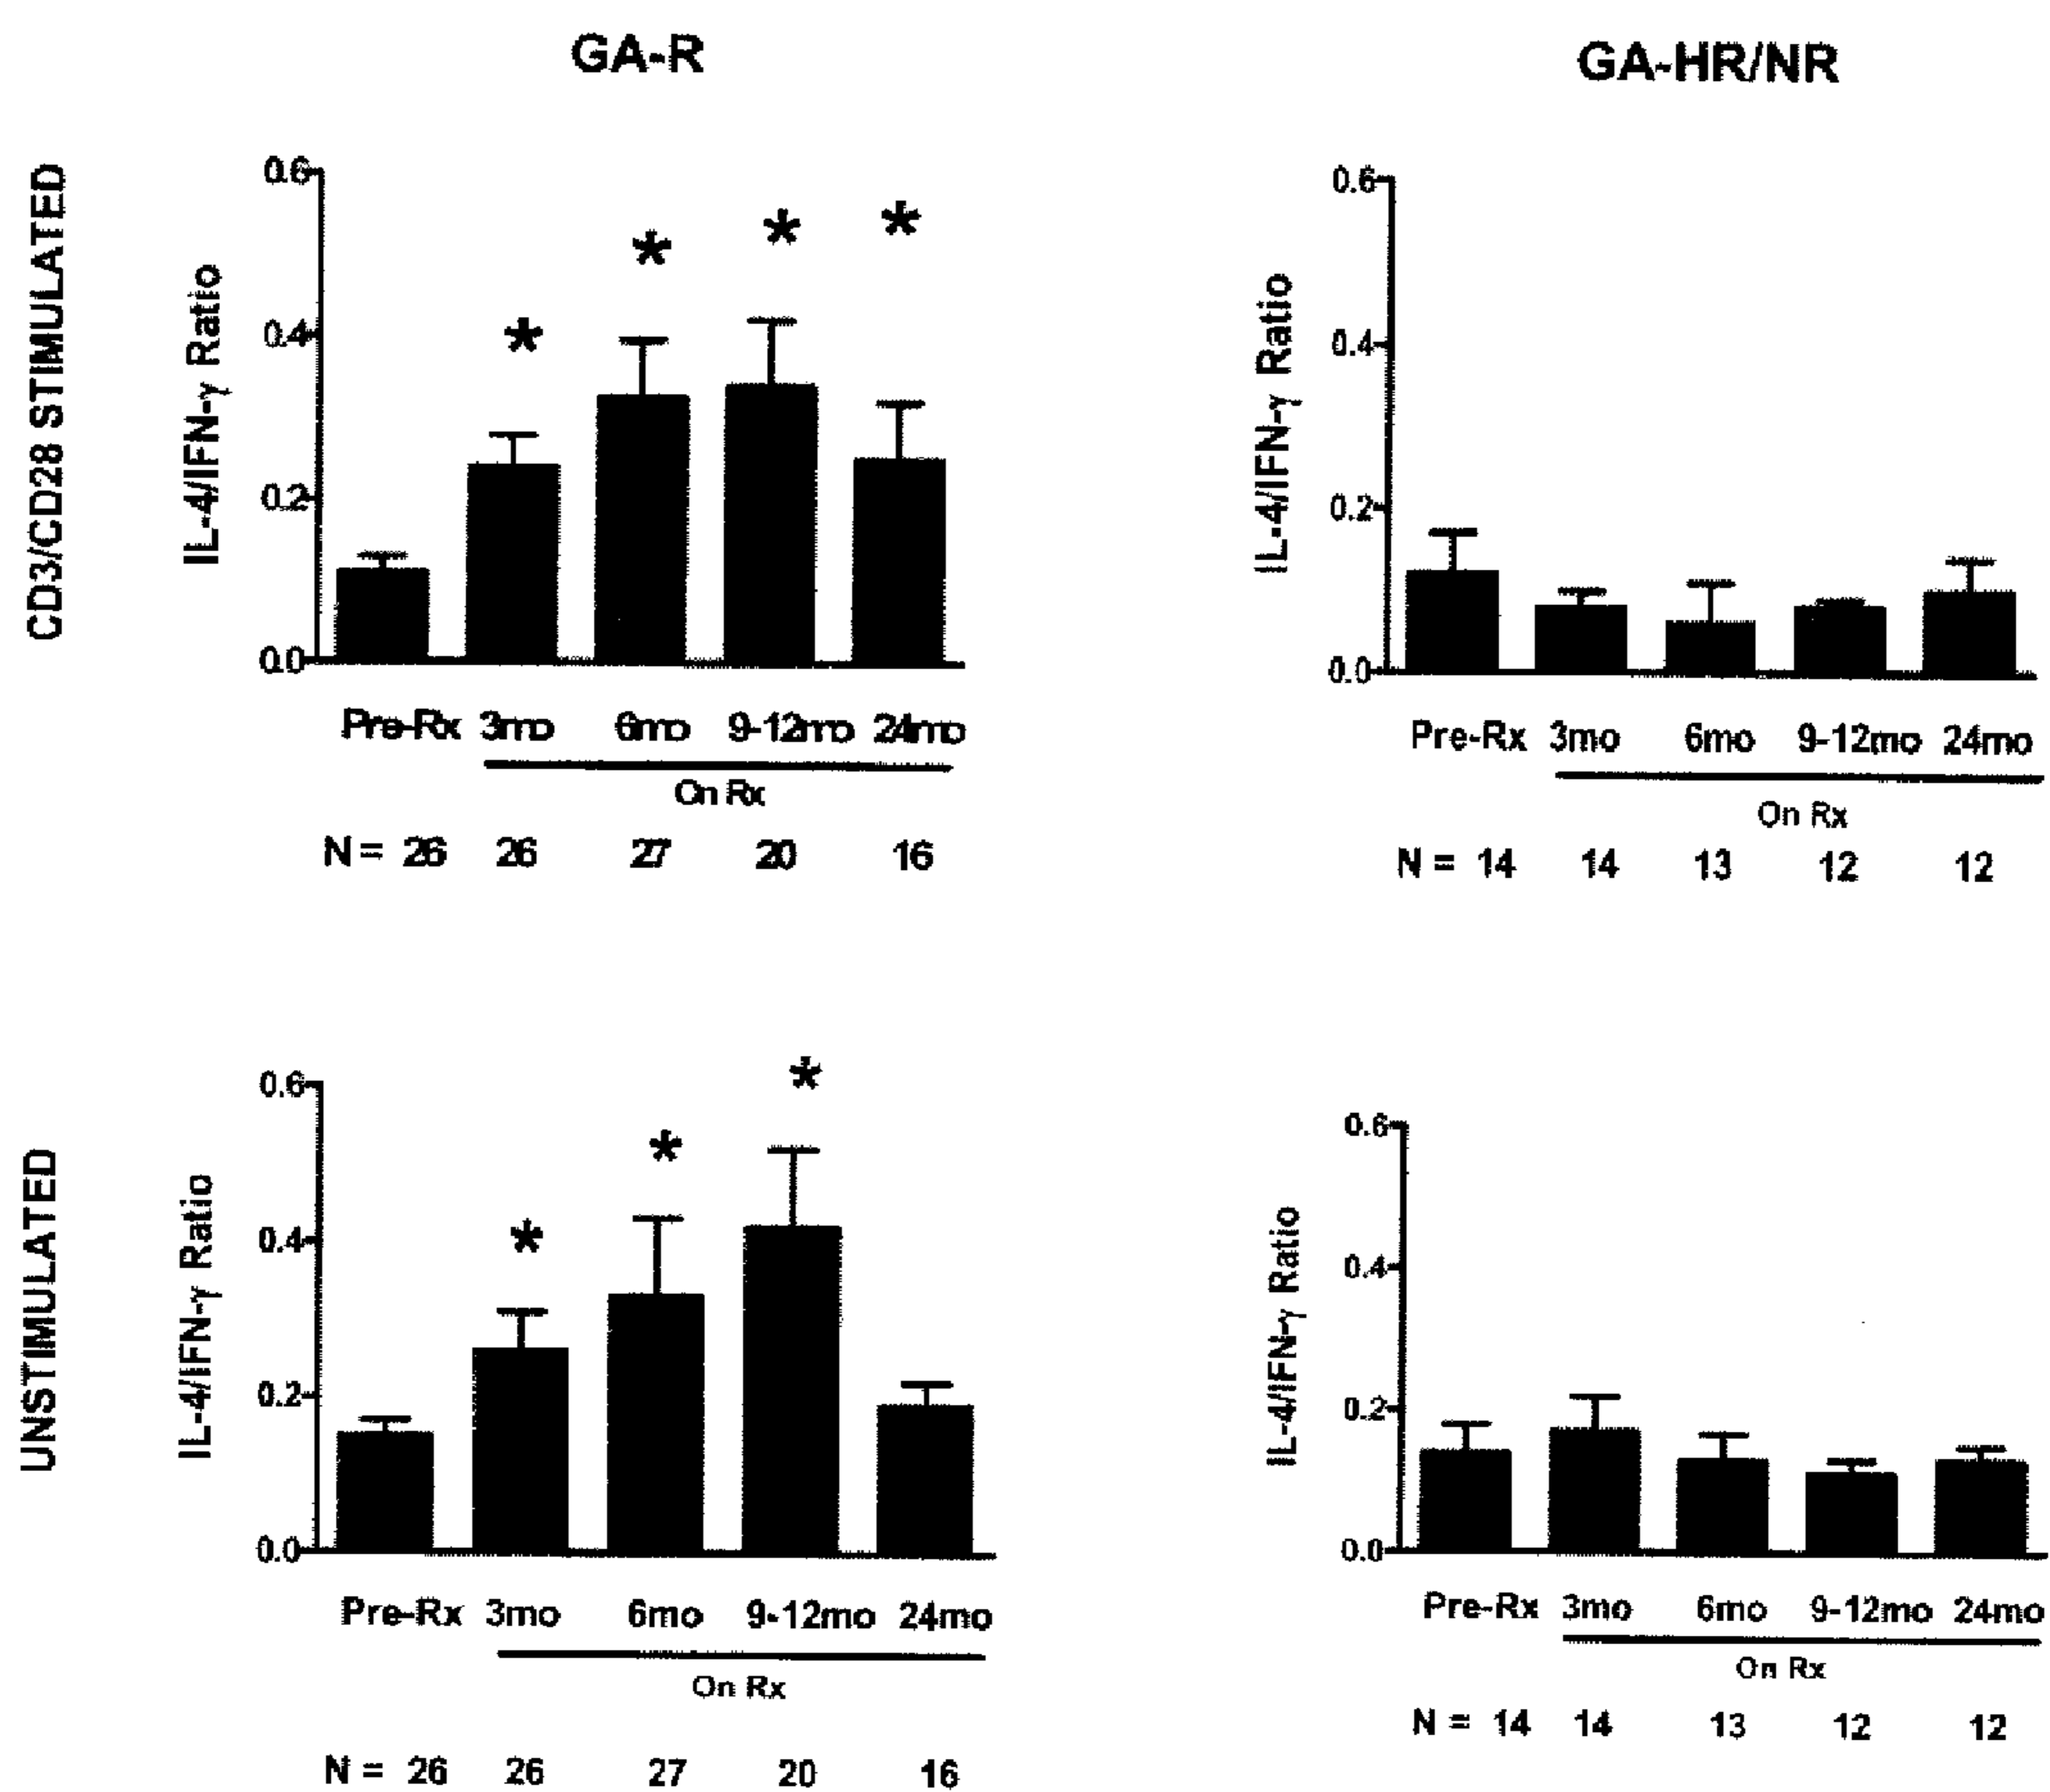 GA-R
GA-HR/NR
CD3/CD28 STIMULATED
IL-4/IFN-γ Ratio
0.6
0.4
0.2
0.0
*
*
*
*
Pre-Rx 3mo 6mo 9-12mo 24mo
On Rx
N = 26 26 27 20 16
IL-4/IFN-γ Ratio
0.6
0.4
0.2
0.0
Pre-Rx 3mo 6mo 9-12mo 24mo
On Rx
N = 14 14 13 12 12
UNSTIMULATED
IL-4/IFN-γ Ratio
0.6
0.4
0.2
0.0
*
*
*
Pre-Rx 3mo 6mo 9-12mo 24mo
On Rx
N = 26 26 27 20 16
IL-4/IFN-γ Ratio
0.6
0.4
0.2
0.0
Pre-Rx 3mo 6mo 9-12mo 24mo
On Rx
N = 14 14 13 12 12